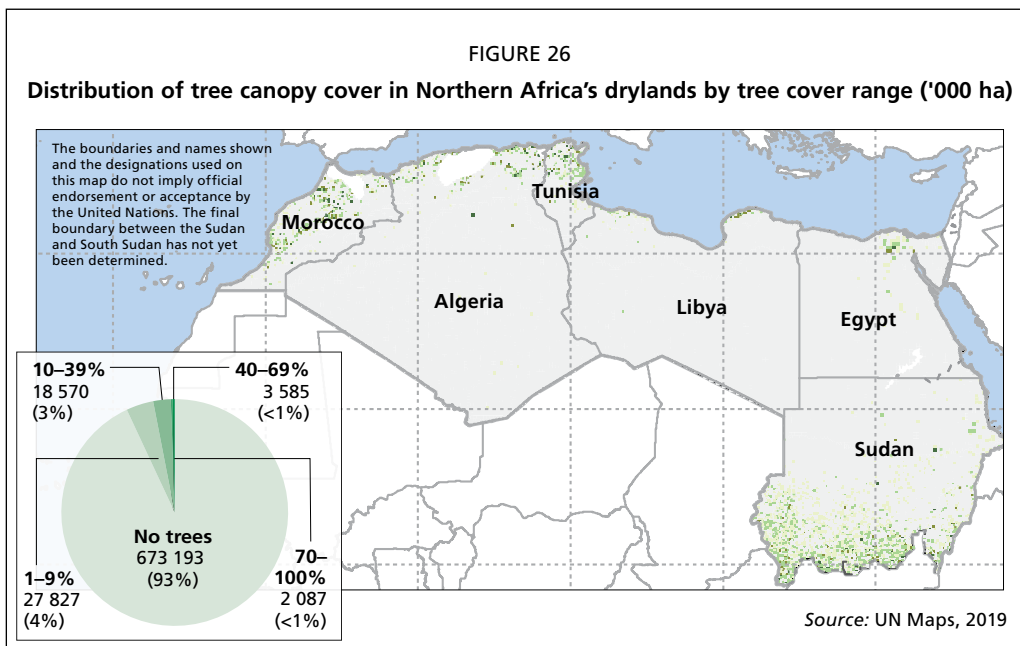 FIGURE 26
Distribution of tree canopy cover in Northern Africa's drylands by tree cover range ('000 ha)
The boundaries and names shown
and the designations used on
this map do not imply official
endorsement or acceptance by
the United Nations. The final
boundary between the Sudan
and South Sudan has not yet
been determined.
Tunisia
Morocco
Algeria
Libya
Egypt
Sudan
10–39%
18 570
(3%)
40–69%
3 585
(<1%)
No trees
673 193
(93%)
1–9%
27 827
(4%)
70–
100%
2 087
(<1%)
Source: UN Maps, 2019